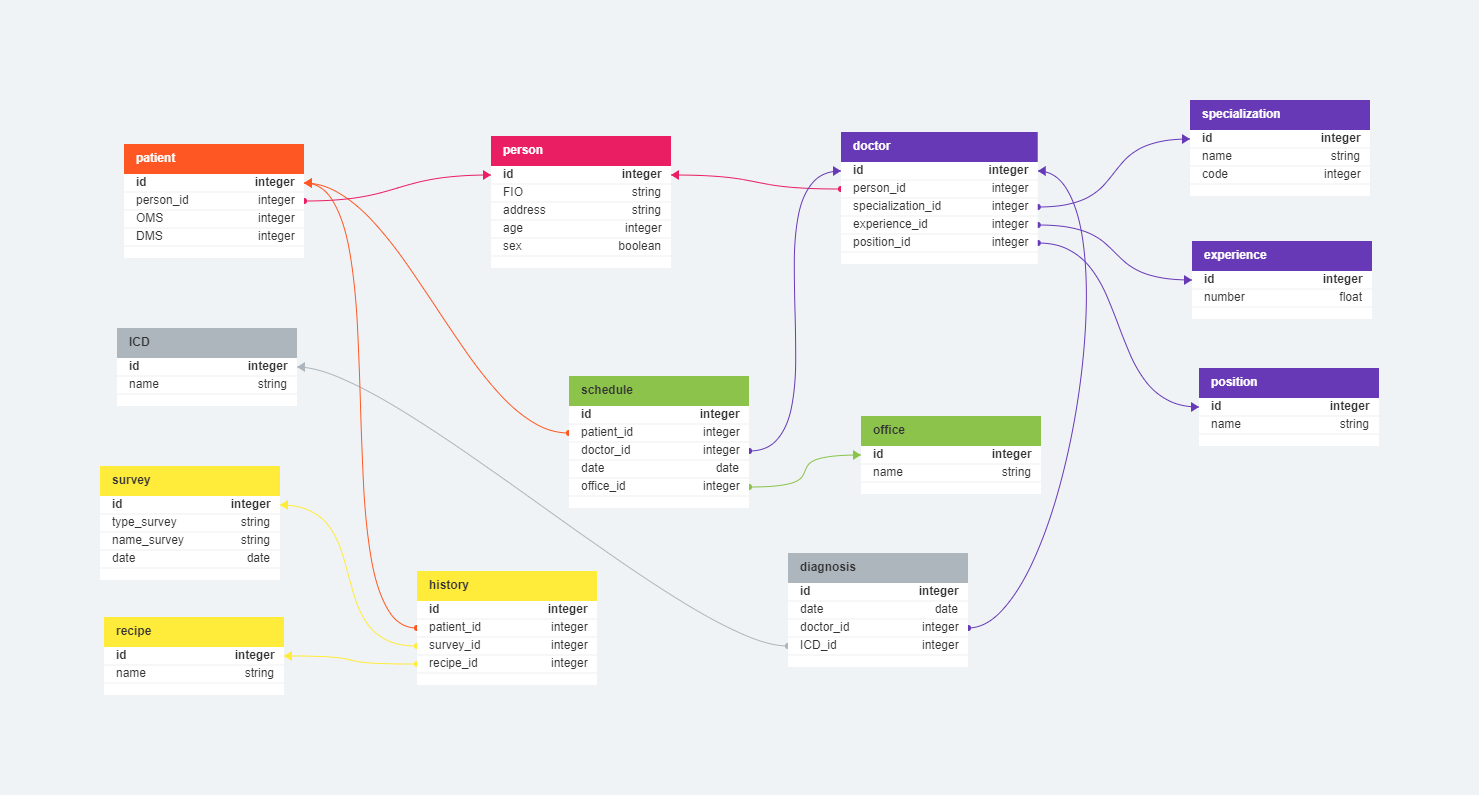 patient
id integer
person_id integer
OMS integer
DMS integer
person
id integer
FIO string
address string
age integer
sex boolean
doctor
id integer
person_id integer
specialization_id integer
experience_id integer
position_id integer
specialization
id integer
name string
code integer
experience
id integer
number float
ICD
id integer
name string
schedule
id integer
patient_id integer
doctor_id integer
date date
office_id integer
office
id integer
name string
position
id integer
name string
survey
id integer
type_survey string
name_survey string
date date
history
id integer
patient_id integer
survey_id integer
recipe_id integer
diagnosis
id integer
date date
doctor_id integer
ICD_id integer
recipe
id integer
name string